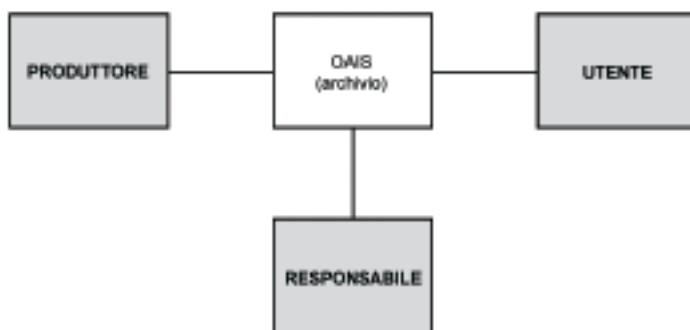 PRODUTTORE
OAIS
(archivio)
UTENTE
RESPONSABILE